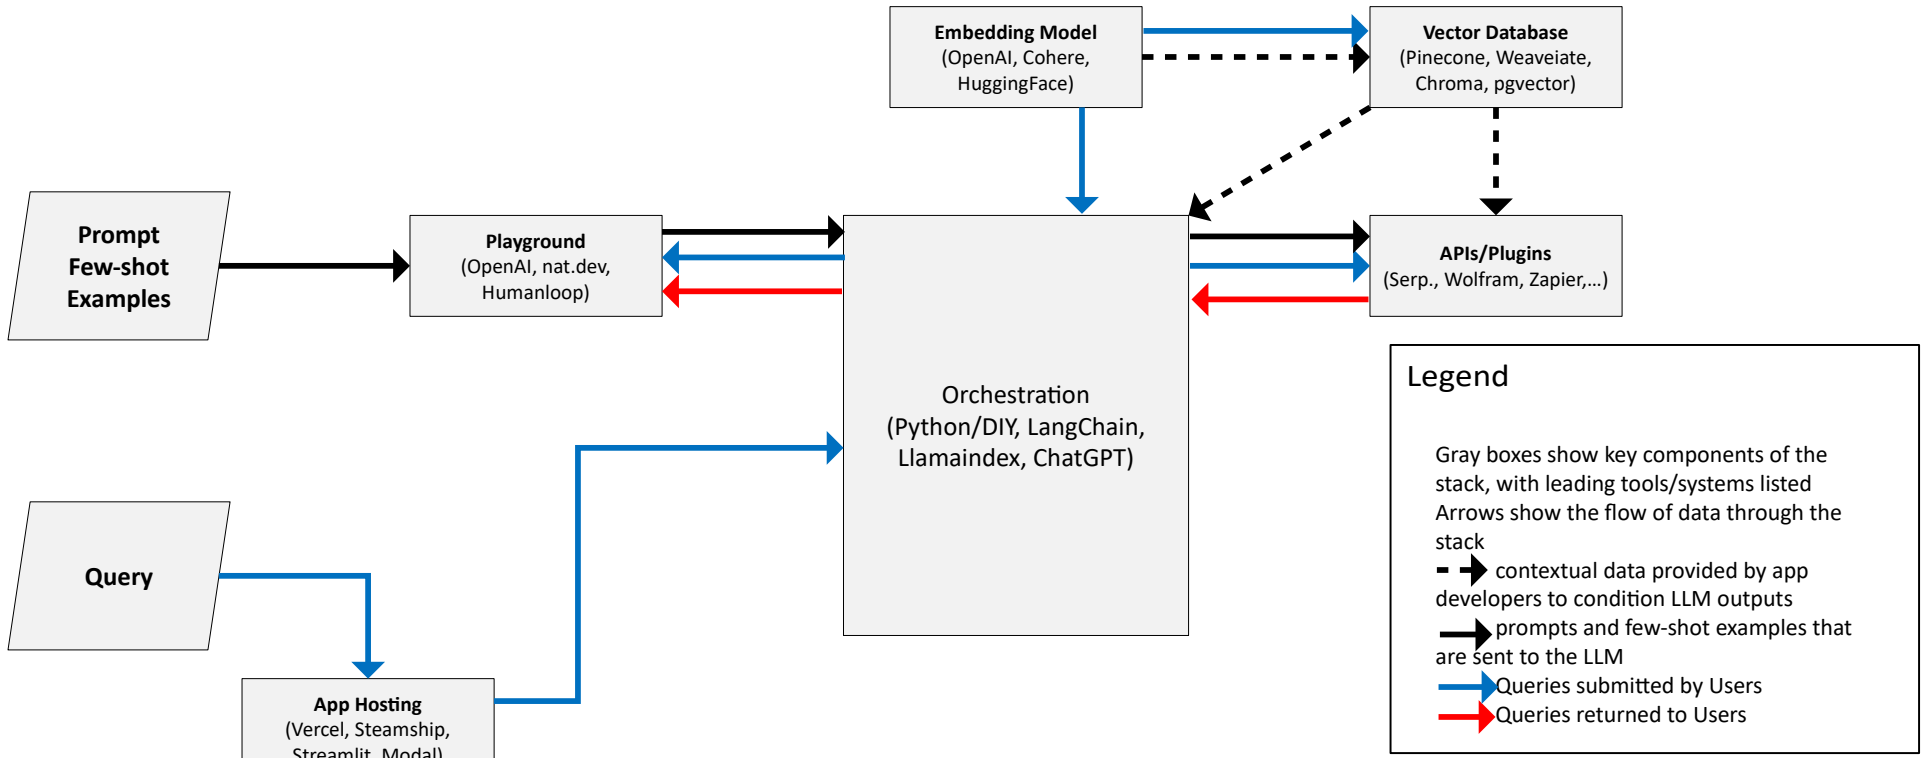 Embedding Model
(OpenAI, Cohere,
HuggingFace)
Vector Database
(Pinecone, Weaveiate,
Chroma, pgvector)
Prompt
Few-shot
Examples
Playground
(OpenAI, nat.dev,
Humanloop)
APIs/Plugins
(Serp., Wolfram, Zapier,...)
Orchestration
(Python/DIY, LangChain,
Llamaindex, ChatGPT)
Query
App Hosting
(Vercel, Steamship,
Streamlit, Modal)
Legend
Gray boxes show key components of the
stack, with leading tools/systems listed
Arrows show the flow of data through the
stack
contextual data provided by app
developers to condition LLM outputs
prompts and few-shot examples that
are sent to the LLM
Queries submitted by Users
Queries returned to Users